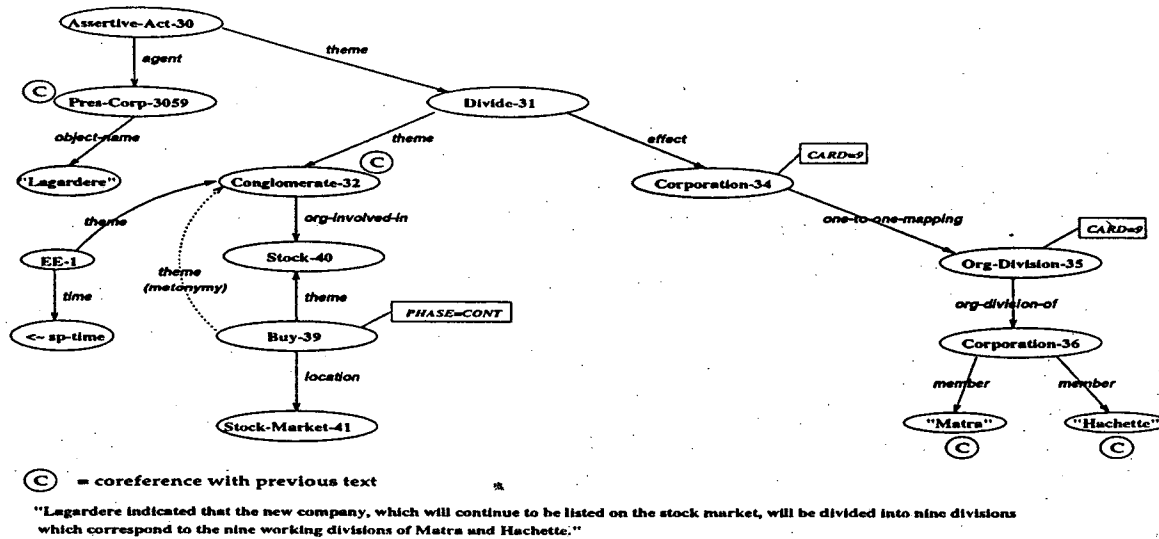 Assertive-Act-30
agent
theme
C
Pres-Corp-3059
Divide-31
object-name
theme
effect
C
CARD=9
"Lagardere"
Conglomerate-32
Corporation-34
theme
org-involved-in
one-to-one-mapping
CARD=9
EE-1
Stock-40
Org-Division-35
theme
(metonymy)
time
theme
org-division-of
PHASE=CONT
<~ sp-time
Buy-39
Corporation-36
location
member
member
Stock-Market-41
"Matra"
"Hachette"
C
C
C = coreference with previous text
"Lagardere indicated that the new company, which will continue to be listed on the stock market, will be divided into nine divisions
which correspond to the nine working divisions of Matra and Hachette."